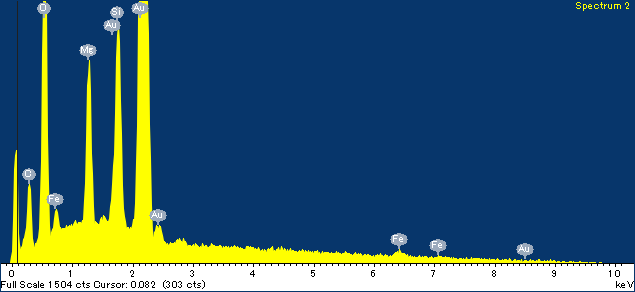 Spectrum 2
O
Si
Au
Au
Mg
C
Fe
Au
Fe
Fe
Au
0 1 2 3 4 5 6 7 8 9 10
Full Scale 1504 cts Cursor: 0.082 (303 cts) keV